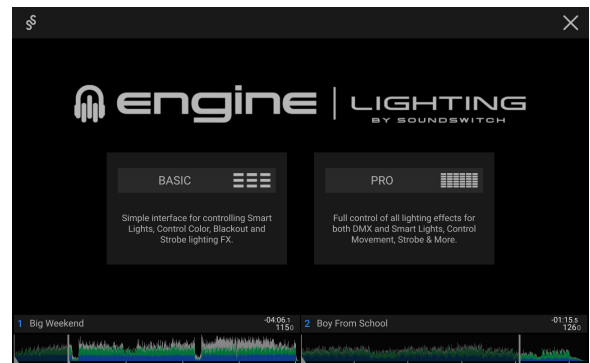 engine | LIGHTING
BY SOUNDSWITCH
BASIC
Simple interface for controlling Smart
Lights, Control Color, Blackout and
Strobe lighting FX.
PRO
Full control of all lighting effects for
both DMX and Smart Lights, Control
Movement, Strobe & More.
1 Big Weekend -04:06.1
115.0
2 Boy From School -01:15.5
126.0